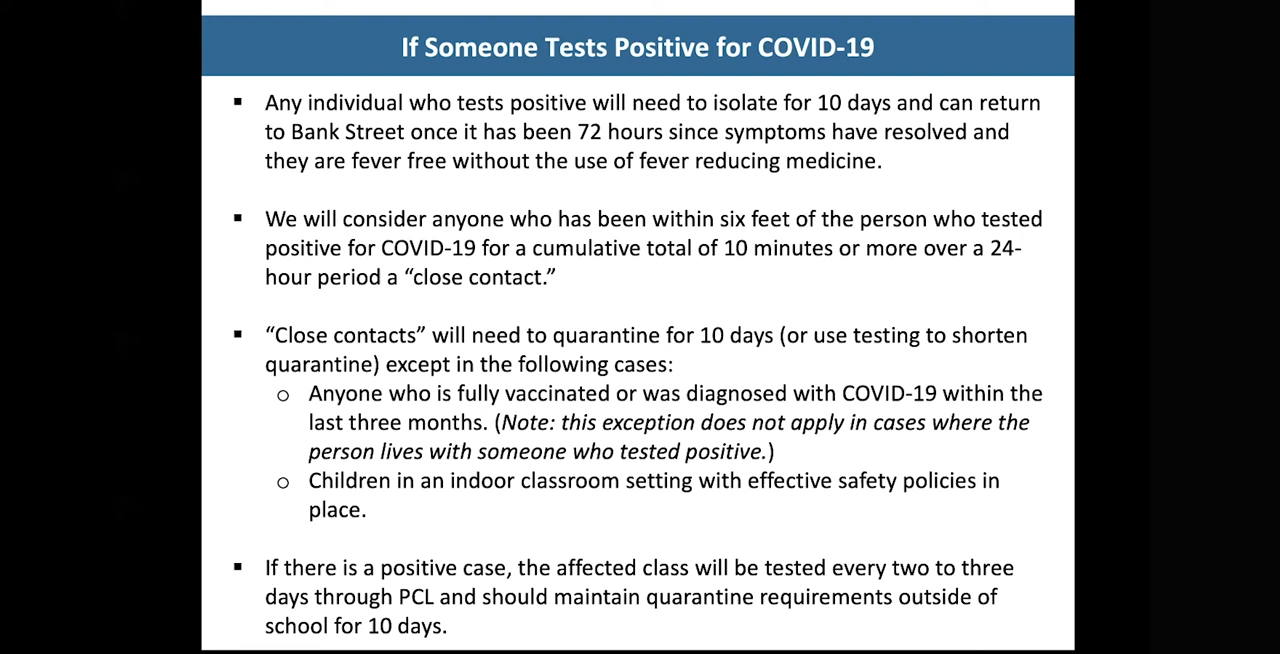 If Someone Tests Positive for COVID-19
▪ Any individual who tests positive will need to isolate for 10 days and can return
to Bank Street once it has been 72 hours since symptoms have resolved and
they are fever free without the use of fever reducing medicine.
▪ We will consider anyone who has been within six feet of the person who tested
positive for COVID-19 for a cumulative total of 10 minutes or more over a 24-
hour period a “close contact.”
▪ “Close contacts” will need to quarantine for 10 days (or use testing to shorten
quarantine) except in the following cases:
o Anyone who is fully vaccinated or was diagnosed with COVID-19 within the
last three months. (Note: this exception does not apply in cases where the
person lives with someone who tested positive.)
o Children in an indoor classroom setting with effective safety policies in
place.
▪ If there is a positive case, the affected class will be tested every two to three
days through PCL and should maintain quarantine requirements outside of
school for 10 days.